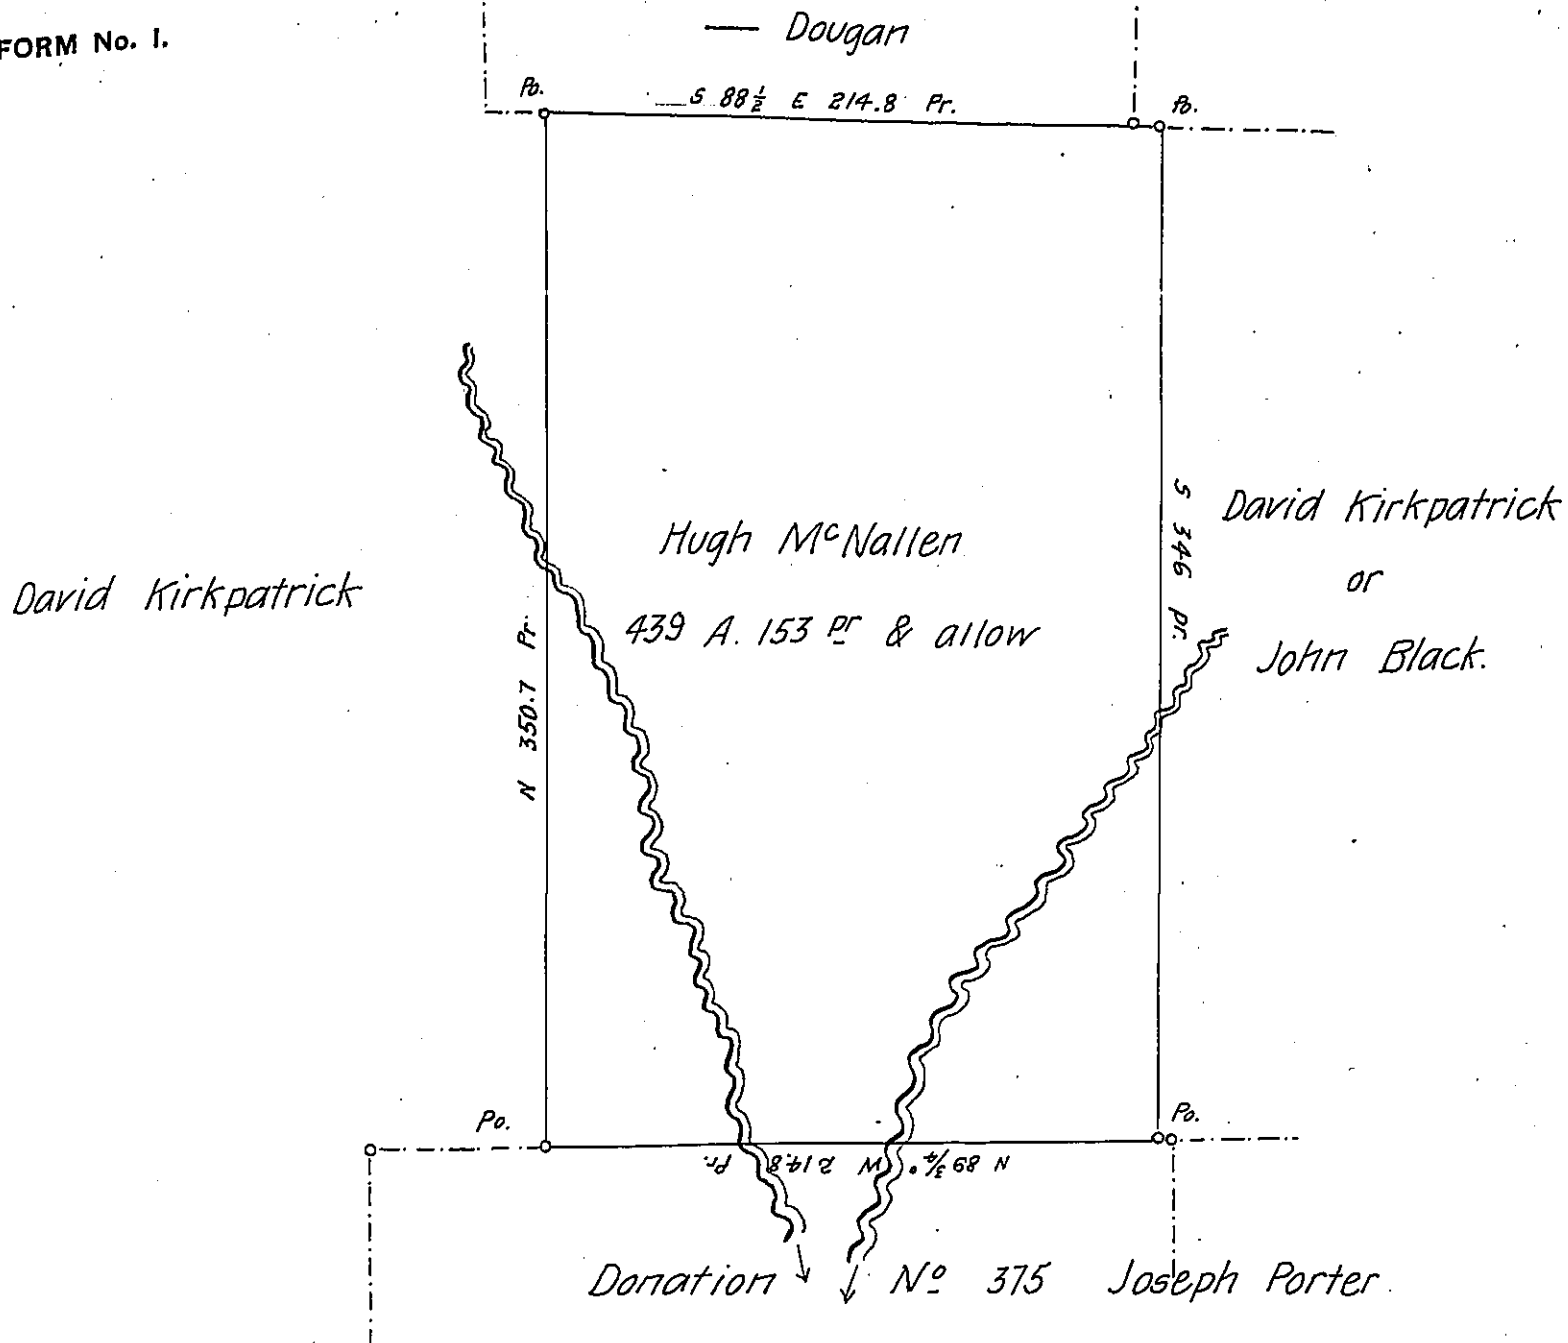 FORM No. 1.
— Dougan
Po.
S 88½ E 214.8 Pr.
Po.
David Kirkpatrick
N 350.7 Pr.
Hugh McNallen
439 A. 153 pr & allow
S 346 pr.
David Kirkpatrick
or
John Black.
Po.
Po.
N 89¾° W 214.8 Pr.
Donation No 375 Joseph Porter.